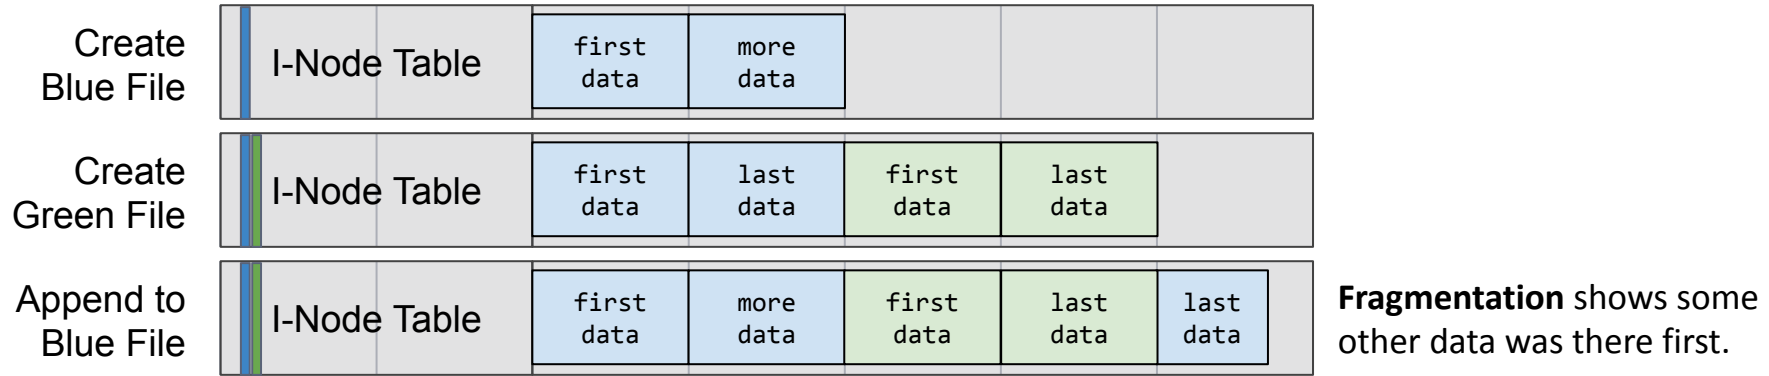 Create
Blue File
I-Node Table
first
data
more
data
Create
Green File
I-Node Table
first
data
last
data
first
data
last
data
Append to
Blue File
I-Node Table
first
data
more
data
first
data
last
data
last
data
Fragmentation shows some
other data was there first.